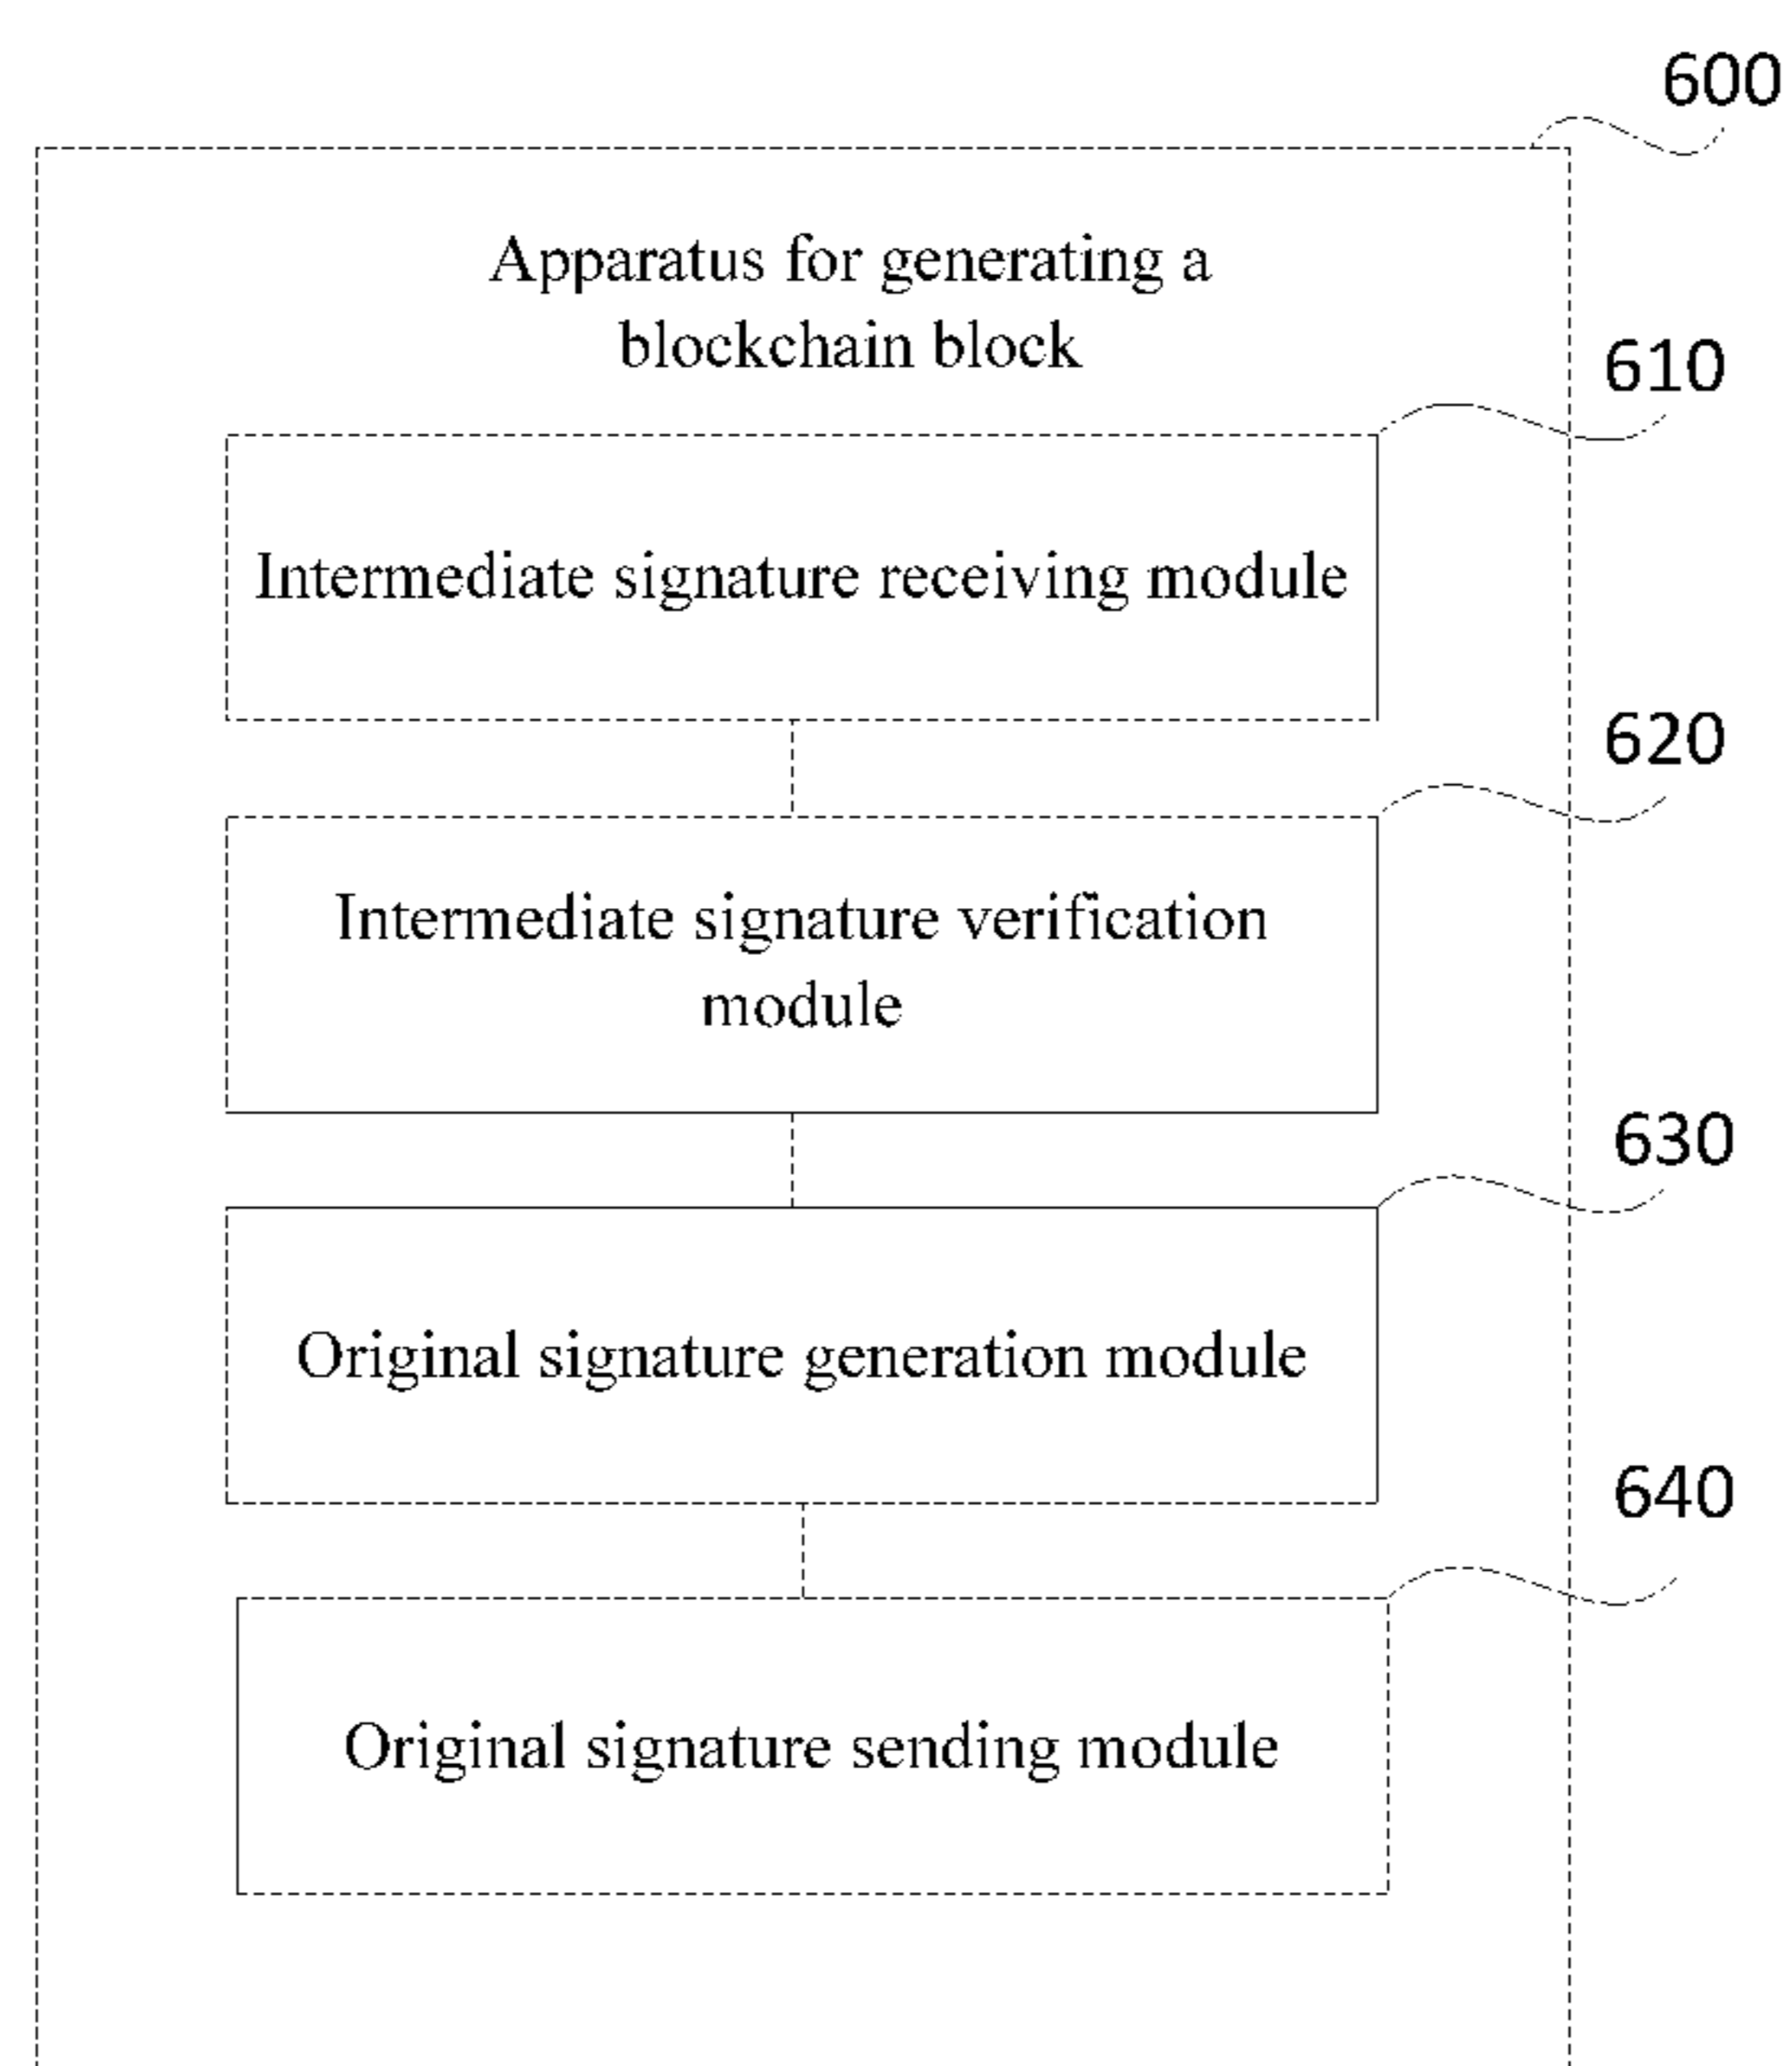 600
Apparatus for generating a
blockchain block
610
Intermediate signature receiving module
620
Intermediate signature verification
module
630
Original signature generation module
640
Original signature sending module